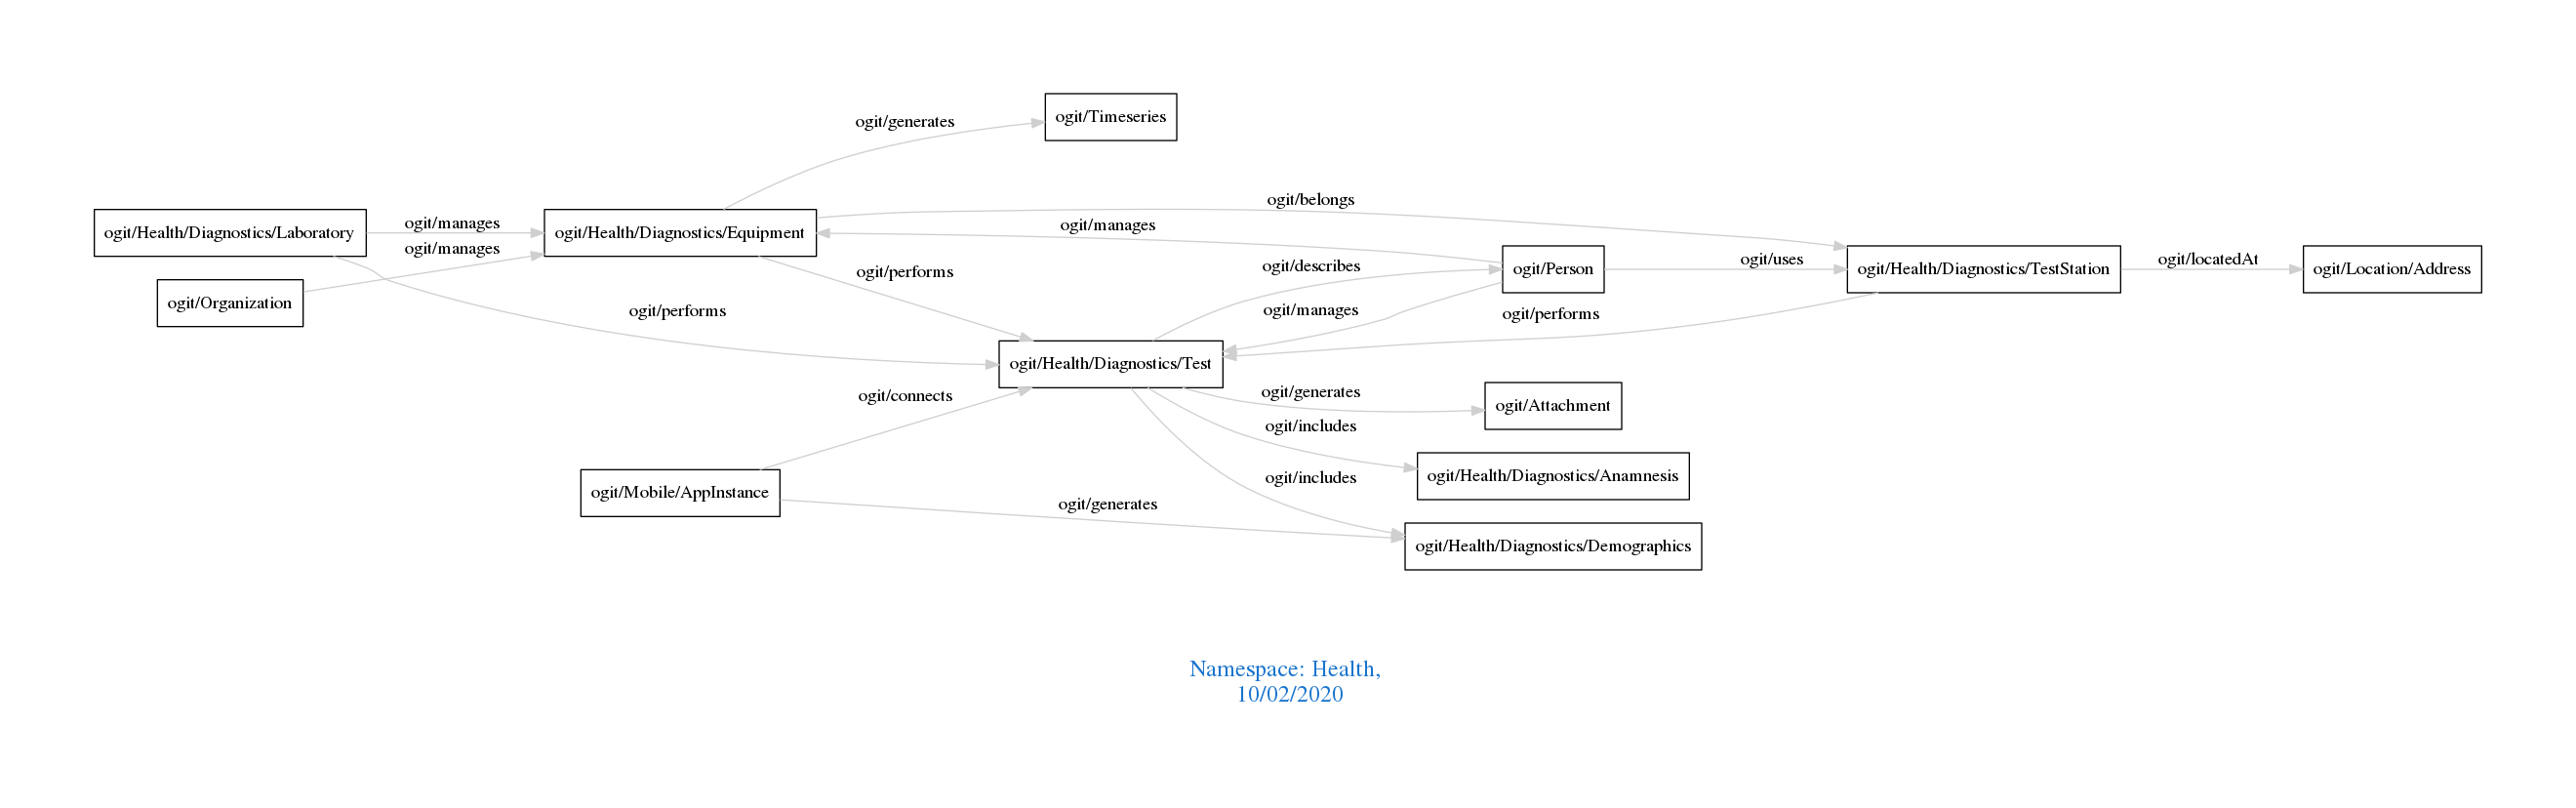 ogit/Timeseries
ogit/generates
ogit/belongs
ogit/manages
ogit/Health/Diagnostics/Laboratory
ogit/manages
ogit/Health/Diagnostics/Equipment
ogit/manages
ogit/Organization
ogit/performs
ogit/performs
ogit/describes
ogit/Person
ogit/uses
ogit/Health/Diagnostics/TestStation
ogit/locatedAt
ogit/Location/Address
ogit/manages
ogit/performs
ogit/Health/Diagnostics/Test
ogit/connects
ogit/generates
ogit/Attachment
ogit/includes
ogit/Health/Diagnostics/Anamnesis
ogit/includes
ogit/Mobile/AppInstance
ogit/generates
ogit/Health/Diagnostics/Demographics
Namespace: Health,
10/02/2020